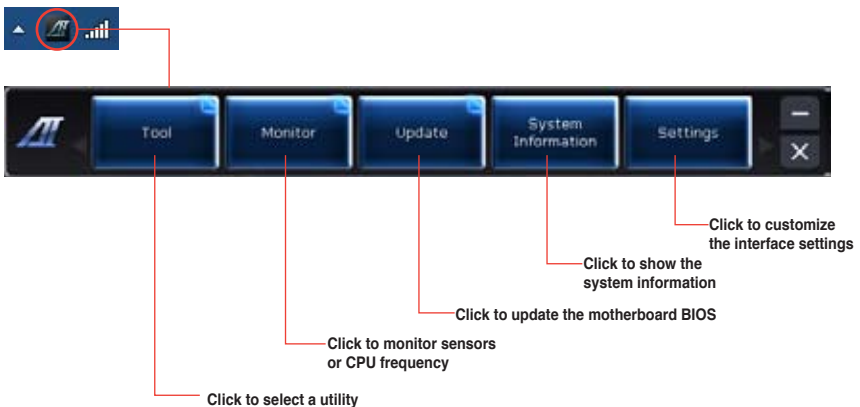 Tool
Monitor
Update
System
Information
Settings
Click to customize
the interface settings
Click to show the
system information
Click to update the motherboard BIOS
Click to monitor sensors
or CPU frequency
Click to select a utility